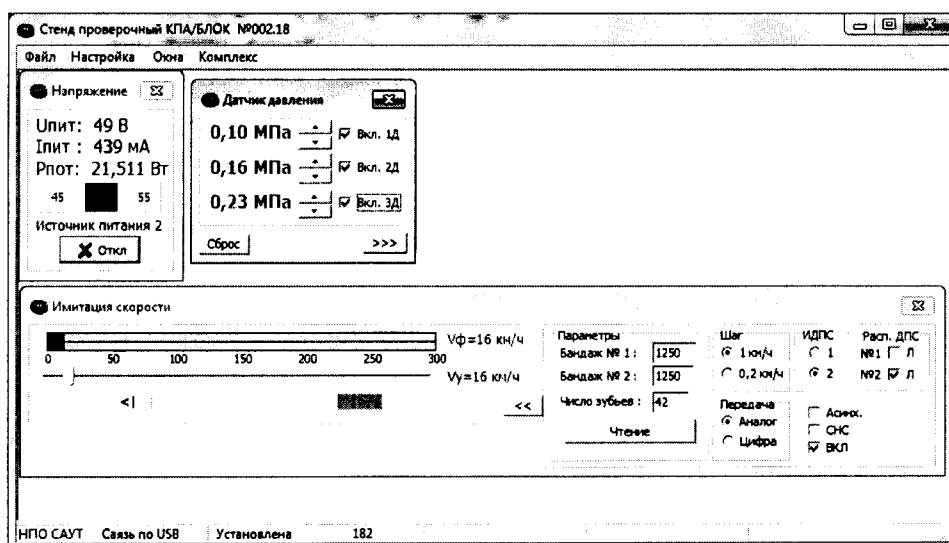 Стенд проверочный КПА/БЛОК №002.18
Файл Настройка Окна Комплекс
Напряжение
Uпит: 49 В
Iпит : 439 мА
Pпот: 21,511 Вт
45 55
Источник питания 2
Откл
Датчик давления
0,10 МПа Вкл. 1Д
0,16 МПа Вкл. 2Д
0,23 МПа Вкл. 3Д
Сброс >>>
Имитация скорости
Vф=16 км/ч
0 50 100 150 200 250 300
Vу=16 км/ч
<| <<
Параметры
Бандаж № 1 : 1250
Бандаж № 2 : 1250
Число зубьев : 42
Чтение
Шаг
1 км/ч
0,2 км/ч
Передача
Аналог
Цифра
ИДПС
1
2
Расп. ДПС
№1 Л
№2 Л
Асинх.
СНС
ВКЛ
НПО САУТ Связь по USB Установлена 182